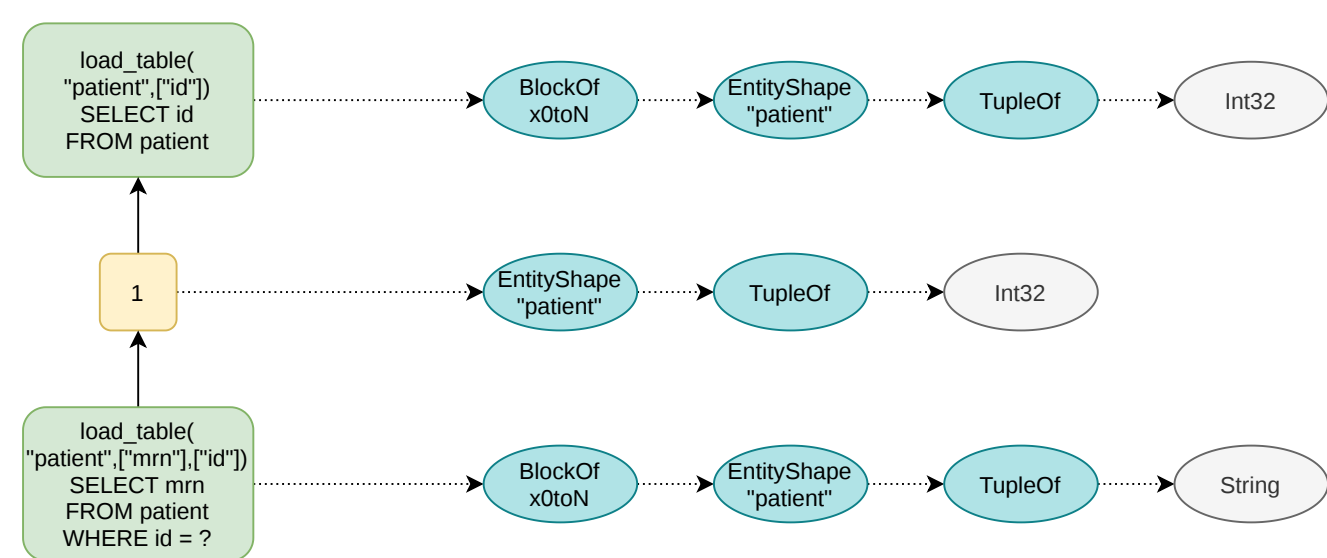 load_table(
"patient",["id"])
SELECT id
FROM patient
BlockOf
x0toN
EntityShape
"patient"
TupleOf
Int32
1
EntityShape
"patient"
TupleOf
Int32
load_table(
"patient",["mrn"],["id"])
SELECT mrn
FROM patient
WHERE id = ?
BlockOf
x0toN
EntityShape
"patient"
TupleOf
String